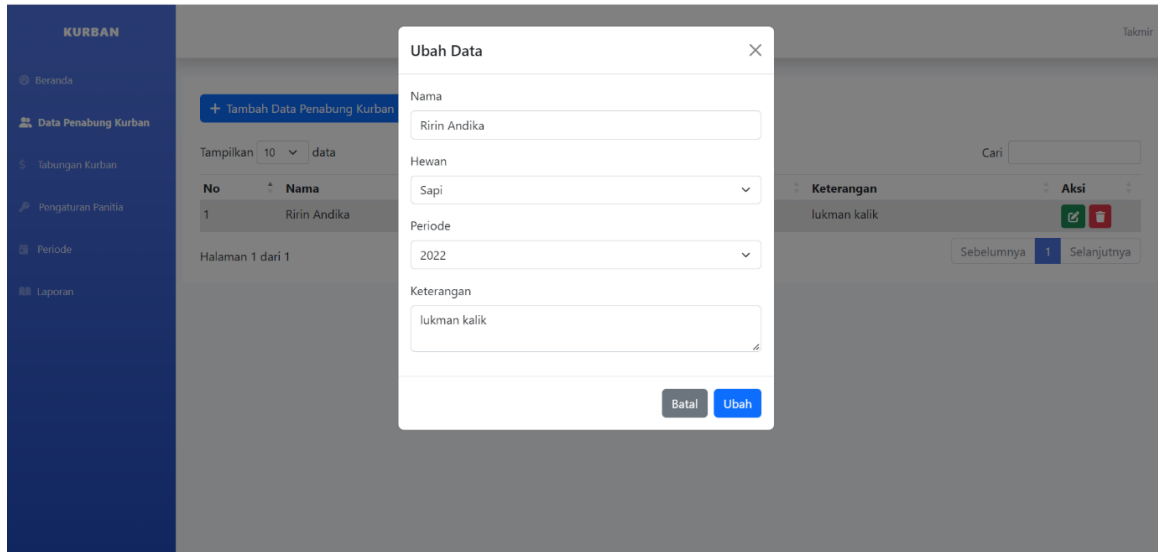 KURBAN
Takmir
Beranda
Data Penabung Kurban
Tabungan Kurban
Pengaturan Panitia
Periode
Laporan
+ Tambah Data Penabung Kurban
Tampilkan 10 data
Cari
No Nama Keterangan Aksi
1 Ririn Andika lukman kalik
Halaman 1 dari 1
Sebelumnya 1 Selanjutnya
Ubah Data
Nama
Ririn Andika
Hewan
Sapi
Periode
2022
Keterangan
lukman kalik
Batal Ubah